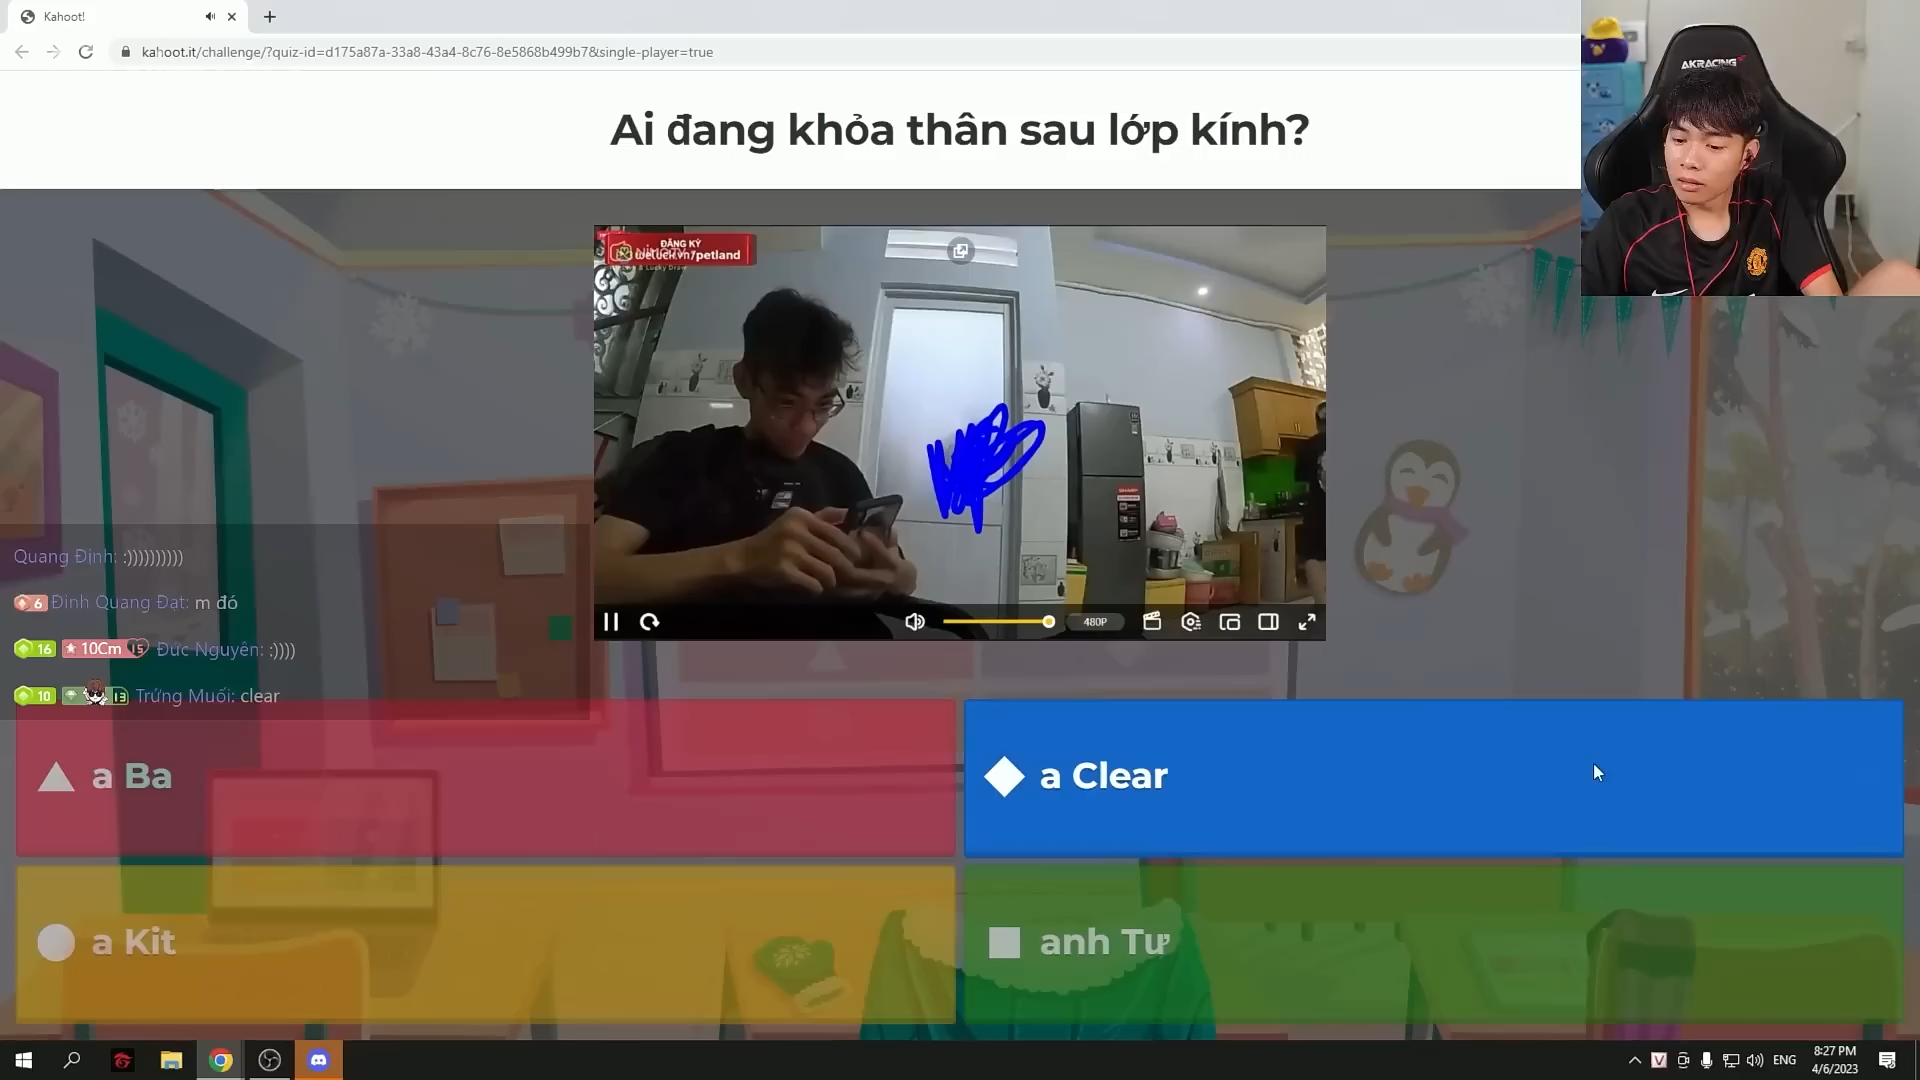 Kahoot!
kahoot.it/challenge/?quiz-id=d175a87a-33a8-43a4-8c76-8e5868b499b7&single-player=true
AKRACING
Ai đang khỏa thân sau lớp kính?
ĐĂNG KÝ
480P
Quang Định: :))))))))))
6 Đinh Quang Đạt: m đó
16 10Cm 15 Đức Nguyên: :))))
10 13 Trứng Muối: clear
a Ba
a Clear
a Kit
anh Tư
V
ENG
8:27 PM
4/6/2023